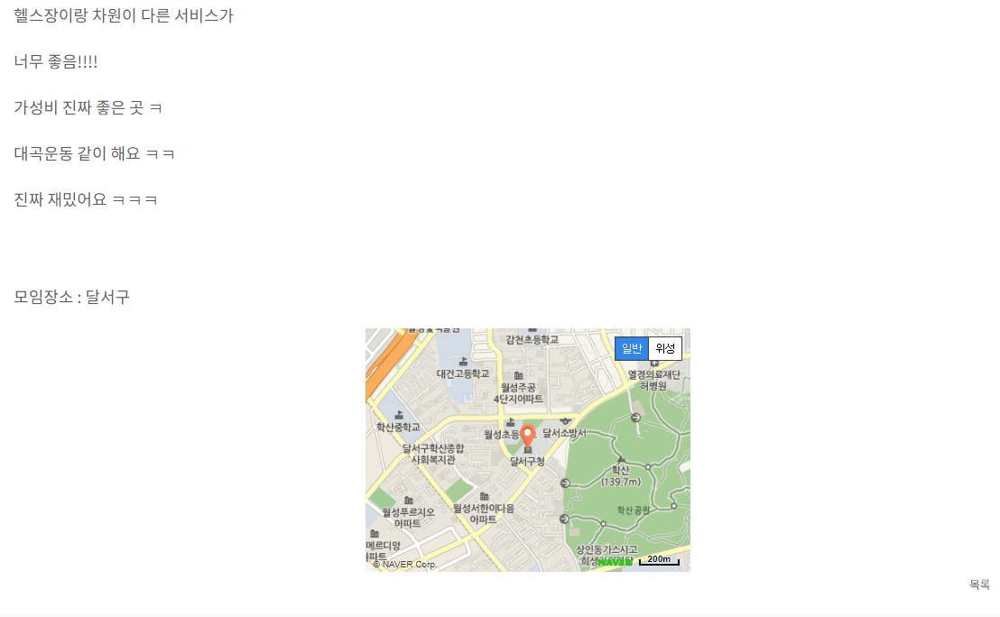 헬스장이랑 차원이 다른 서비스가
너무 좋음!!!!
가성비 진짜 좋은 곳 ㅋ
대곡운동 같이 해요 ㅋㅋ
진짜 재밌어요 ㅋㅋㅋ
모임장소 : 달서구
감천초등학교
일반
위성
대건고등학교
열경의료재단
허병원
월성주공
4단지아파트
학산중학교
월성초등
달서소방서
달서구학산종합
사회복지관
달서구청
학산
(139.7m)
월성푸르지오
아파트
월성서한이다음
아파트
학산공원
메르디앙
아파트
상인동가스사고
© NAVER Corp.
NAVER
200m
목록